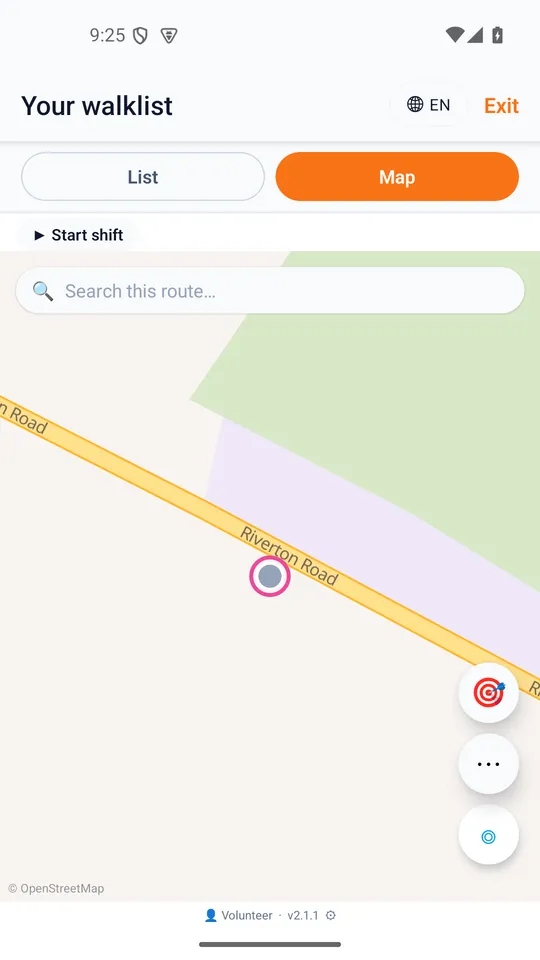 9:25
Your walklist
EN
Exit
List
Map
▶ Start shift
Search this route…
n Road
Riverton Road
R
© OpenStreetMap
Volunteer · v2.1.1